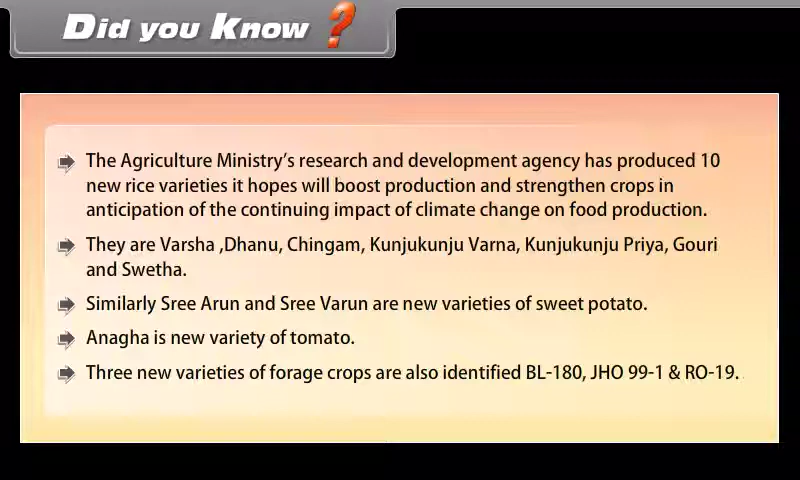 Did you Know ?
The Agriculture Ministry’s research and development agency has produced 10
new rice varieties it hopes will boost production and strengthen crops in
anticipation of the continuing impact of climate change on food production.
They are Varsha ,Dhanu, Chingam, Kunjukunju Varna, Kunjukunju Priya, Gouri
and Swetha.
Similarly Sree Arun and Sree Varun are new varieties of sweet potato.
Anagha is new variety of tomato.
Three new varieties of forage crops are also identified BL-180, JHO 99-1 & RO-19.